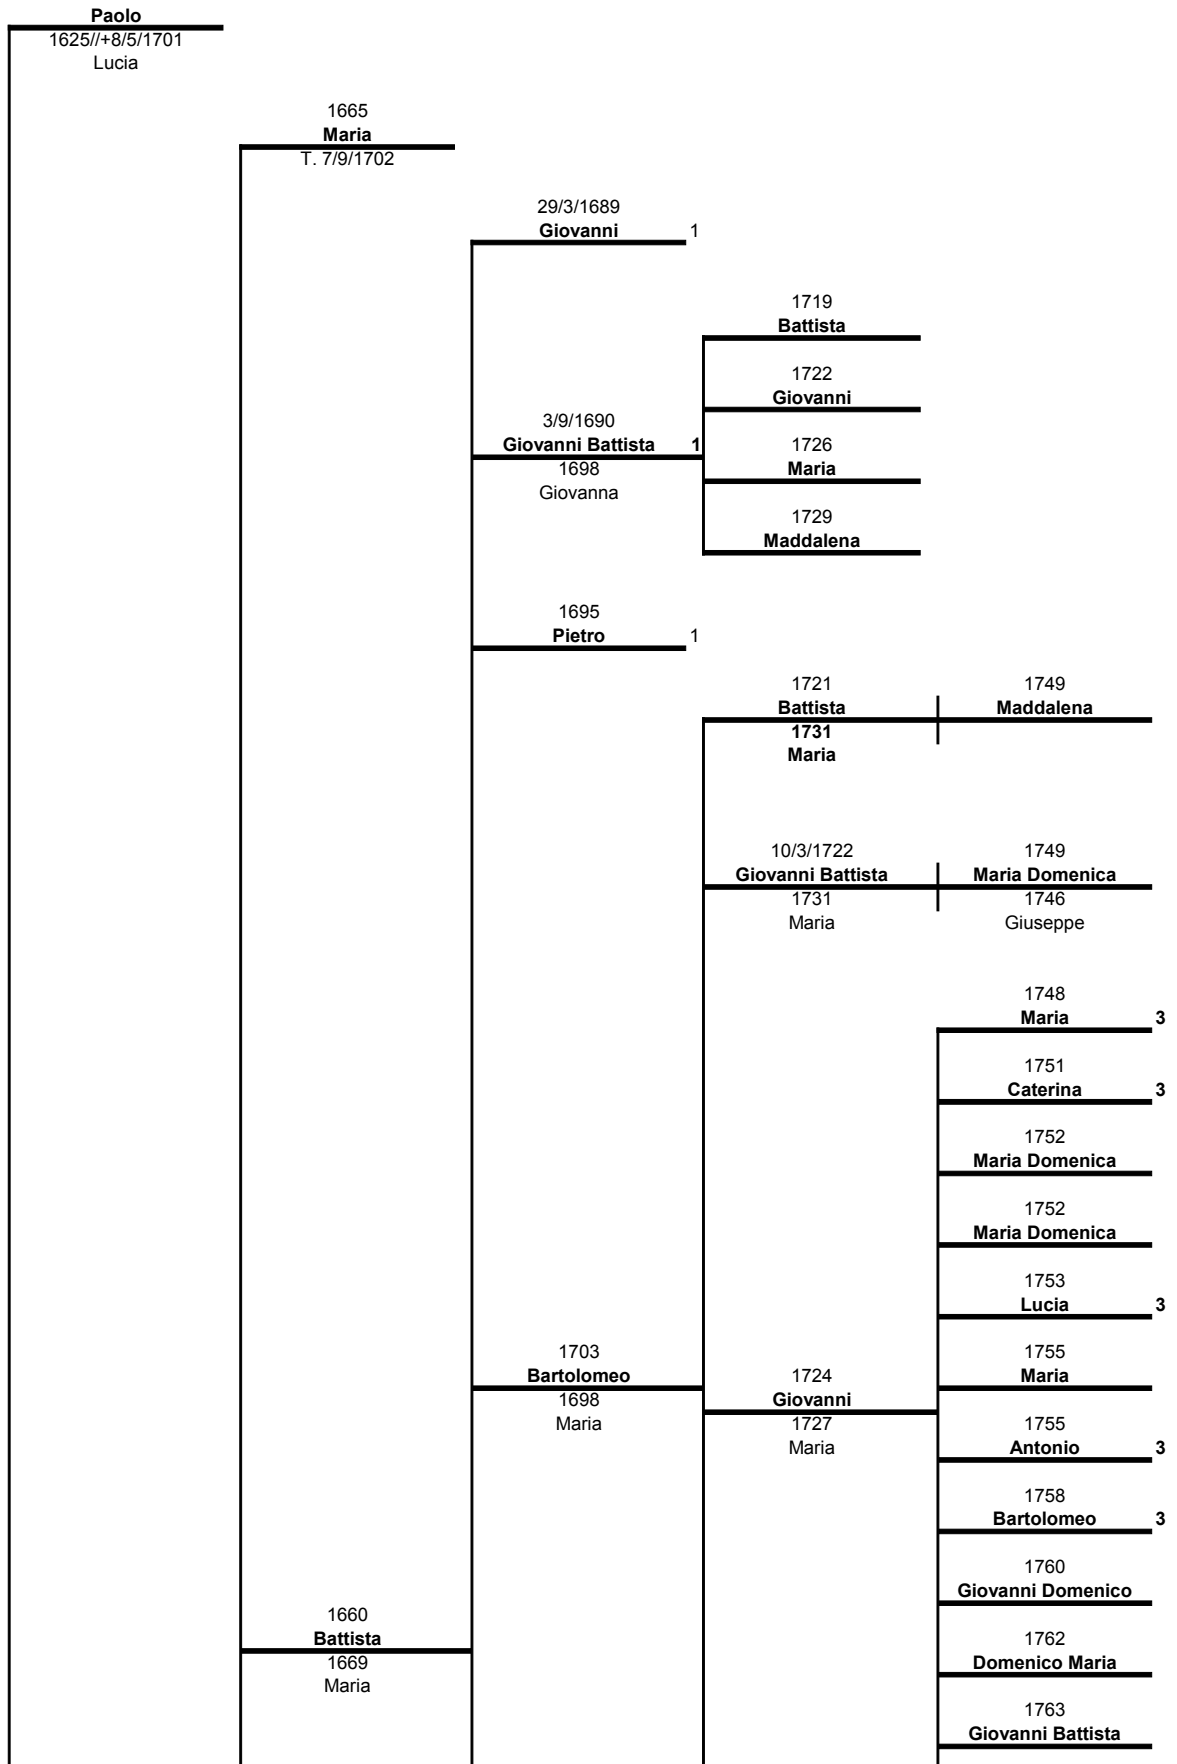 Paolo
1625//+8/5/1701
Lucia
1665
Maria
T. 7/9/1702
29/3/1689
Giovanni 1
1719
Battista
1722
Giovanni
3/9/1690
Giovanni Battista 1
1698
Giovanna
1726
Maria
1729
Maddalena
1695
Pietro 1
1721
Battista
1731
Maria
1749
Maddalena
10/3/1722
Giovanni Battista
1731
Maria
1749
Maria Domenica
1746
Giuseppe
1748
Maria 3
1751
Caterina 3
1752
Maria Domenica
1752
Maria Domenica
1753
Lucia 3
1703
Bartolomeo
1698
Maria
1724
Giovanni
1727
Maria
1755
Maria
1755
Antonio 3
1758
Bartolomeo 3
1760
Giovanni Domenico
1660
Battista
1669
Maria
1762
Domenico Maria
1763
Giovanni Battista